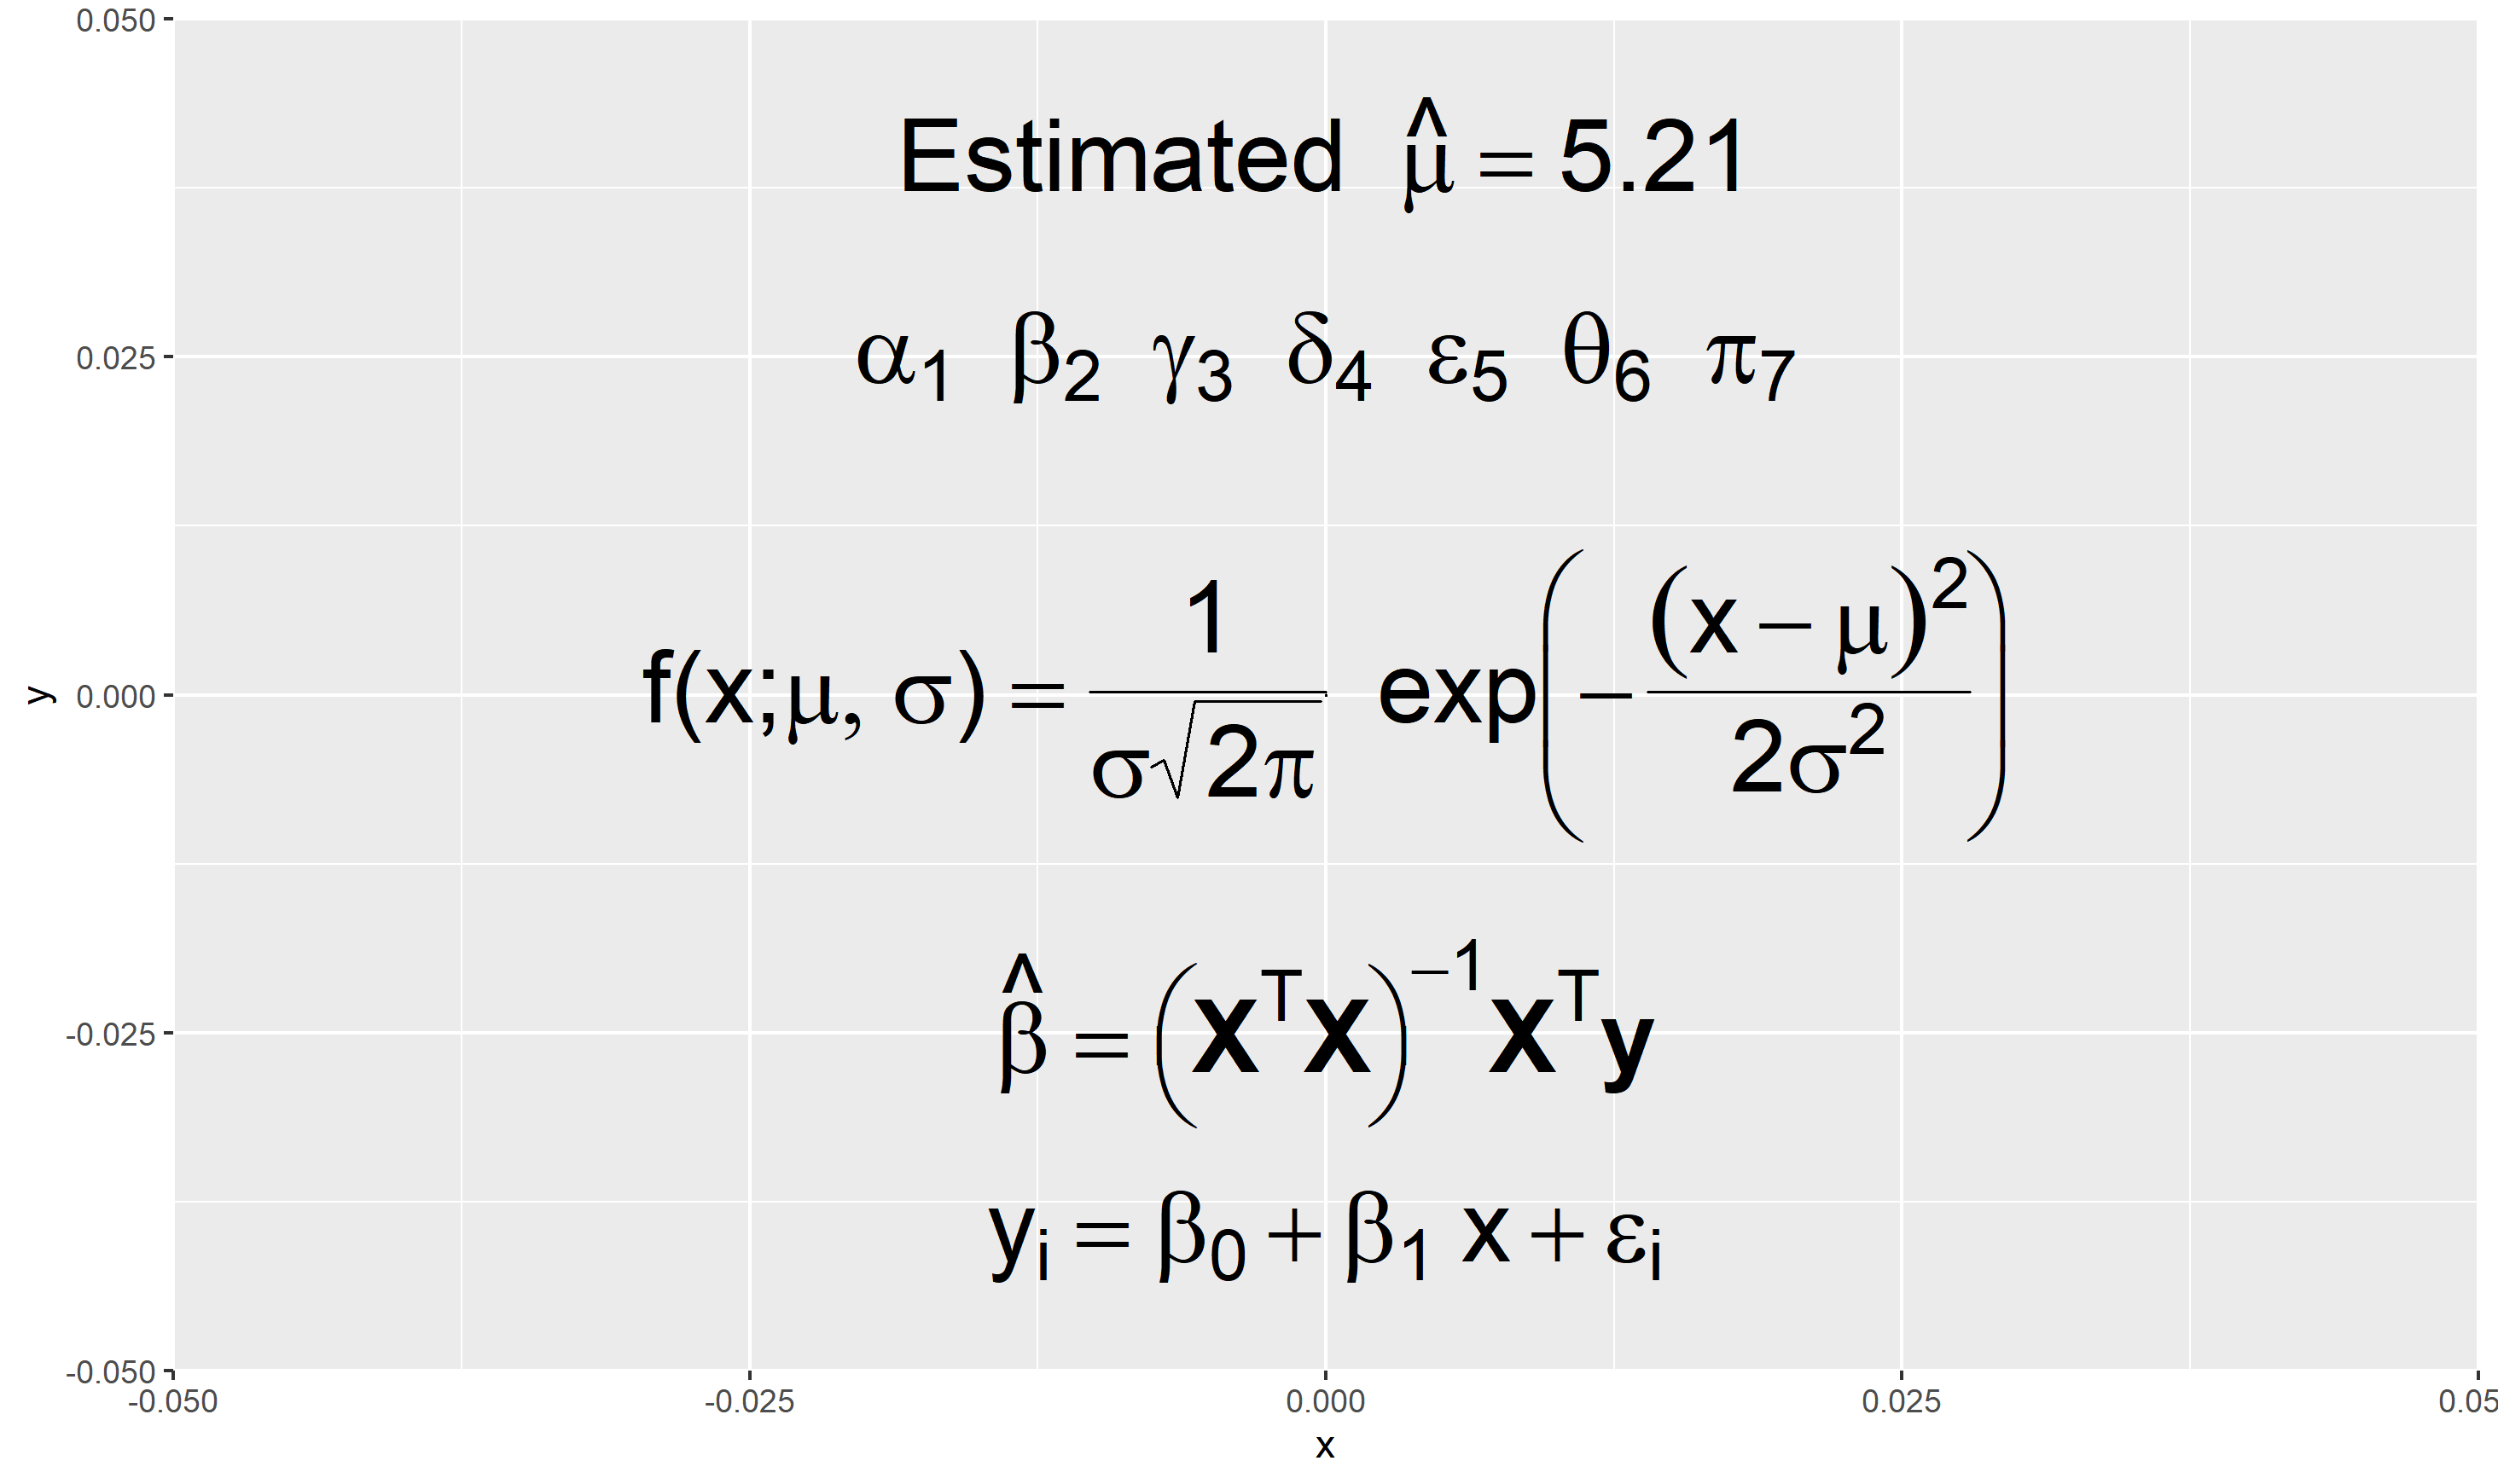 0.050
Estimated μ̂ = 5.21
0.025
α₁ β₂ γ₃ δ₄ ε₅ θ₆ π₇
y
0.000
f(x;μ, σ) = 1/(σ√(2π)) exp(−(x − μ)²/(2σ²))
-0.025
β̂ = (XᵀX)⁻¹Xᵀy
yᵢ = β₀ + β₁ x + εᵢ
-0.050
-0.050 -0.025 0.000 0.025 0.05
x